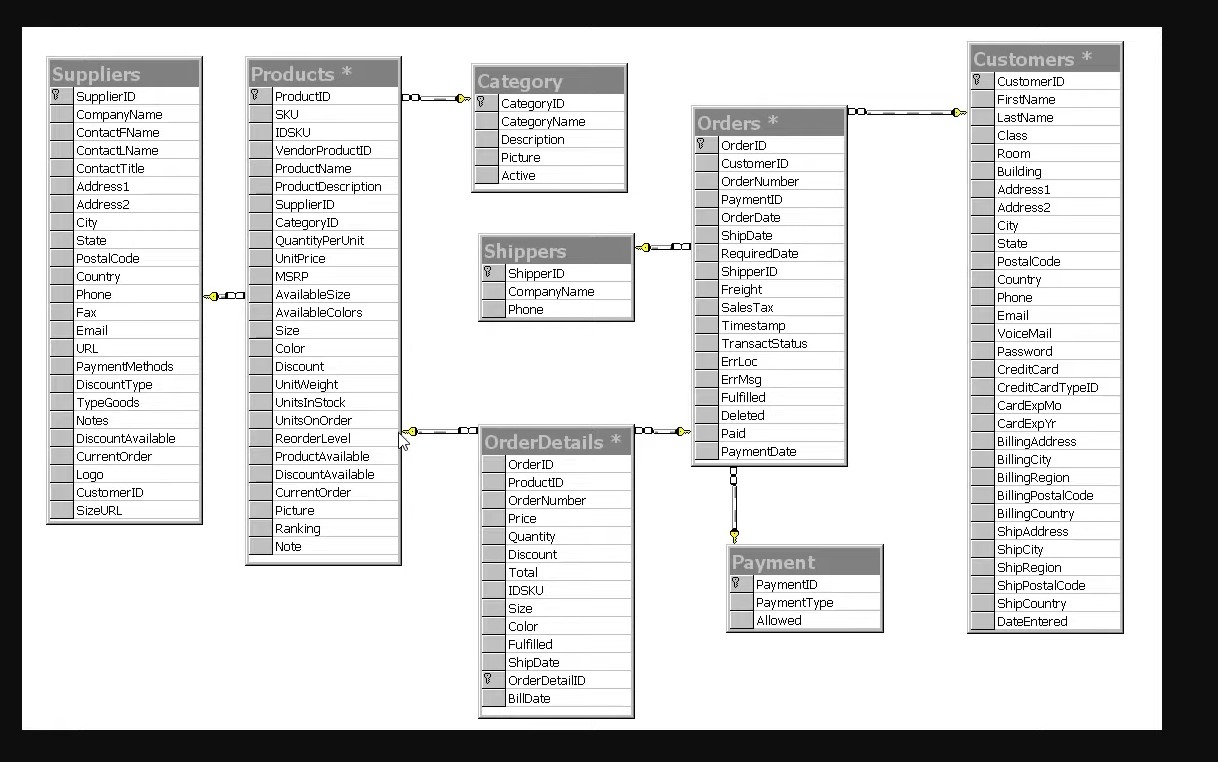 Suppliers
SupplierID
CompanyName
ContactFName
ContactLName
ContactTitle
Address1
Address2
City
State
PostalCode
Country
Phone
Fax
Email
URL
PaymentMethods
DiscountType
TypeGoods
Notes
DiscountAvailable
CurrentOrder
Logo
CustomerID
SizeURL
Products *
ProductID
SKU
IDSKU
VendorProductID
ProductName
ProductDescription
SupplierID
CategoryID
QuantityPerUnit
UnitPrice
MSRP
AvailableSize
AvailableColors
Size
Color
Discount
UnitWeight
UnitsInStock
UnitsOnOrder
ReorderLevel
ProductAvailable
DiscountAvailable
CurrentOrder
Picture
Ranking
Note
Category
CategoryID
CategoryName
Description
Picture
Active
Shippers
ShipperID
CompanyName
Phone
OrderDetails *
OrderID
ProductID
OrderNumber
Price
Quantity
Discount
Total
IDSKU
Size
Color
Fulfilled
ShipDate
OrderDetailID
BillDate
Orders *
OrderID
CustomerID
OrderNumber
PaymentID
OrderDate
ShipDate
RequiredDate
ShipperID
Freight
SalesTax
Timestamp
TransactStatus
ErrLoc
ErrMsg
Fulfilled
Deleted
Paid
PaymentDate
Payment
PaymentID
PaymentType
Allowed
Customers *
CustomerID
FirstName
LastName
Class
Room
Building
Address1
Address2
City
State
PostalCode
Country
Phone
Email
VoiceMail
Password
CreditCard
CreditCardTypeID
CardExpMo
CardExpYr
BillingAddress
BillingCity
BillingRegion
BillingPostalCode
BillingCountry
ShipAddress
ShipCity
ShipRegion
ShipPostalCode
ShipCountry
DateEntered